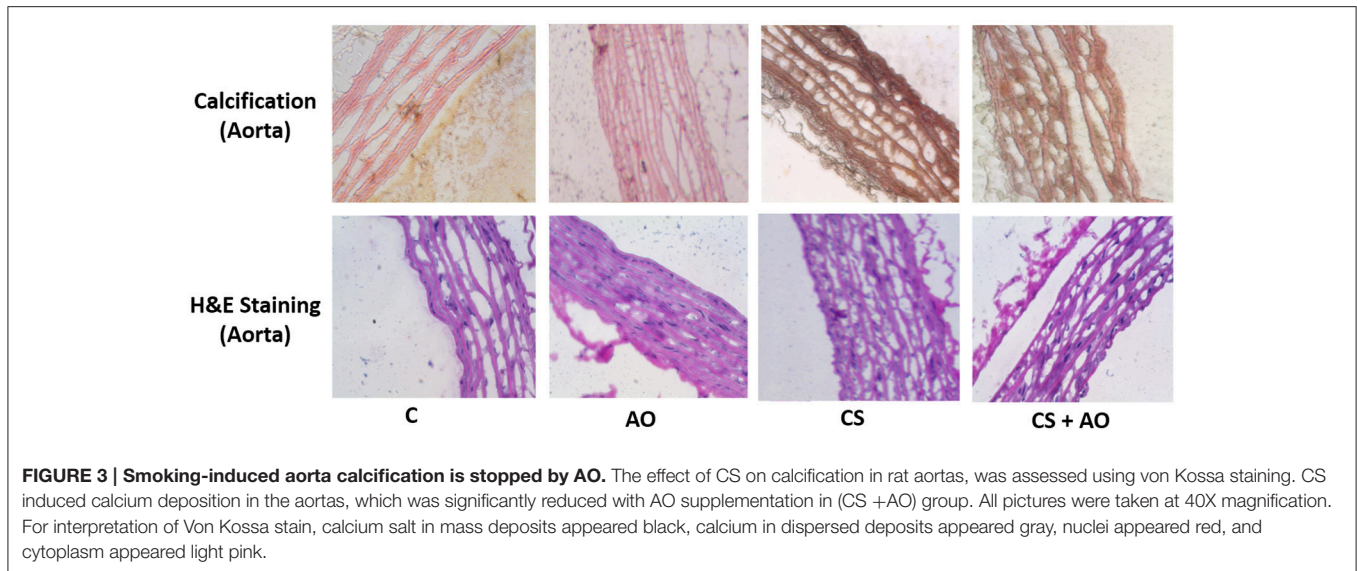 Calcification
(Aorta)
H&E Staining
(Aorta)
C
AO
CS
CS + AO
FIGURE 3 | Smoking-induced aorta calcification is stopped by AO. The effect of CS on calcification in rat aortas, was assessed using von Kossa staining. CS
induced calcium deposition in the aortas, which was significantly reduced with AO supplementation in (CS +AO) group. All pictures were taken at 40X magnification.
For interpretation of Von Kossa stain, calcium salt in mass deposits appeared black, calcium in dispersed deposits appeared gray, nuclei appeared red, and
cytoplasm appeared light pink.